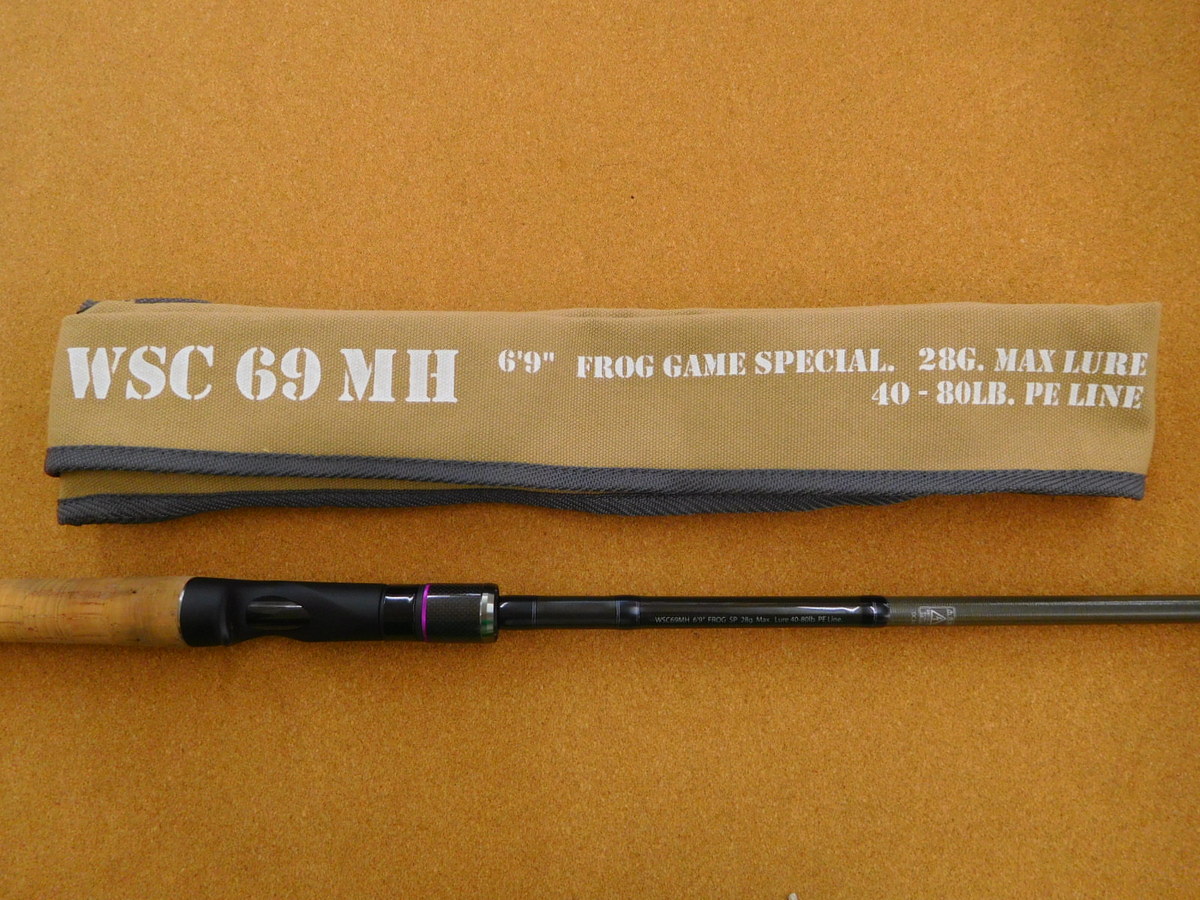 WSC 69 MH 6'9" FROG GAME SPECIAL. 28G. MAX LURE
40 - 80LB. PE LINE
WSC69MH 6'9" FROG SP 28g Max Lure 40-80lb. PE Line